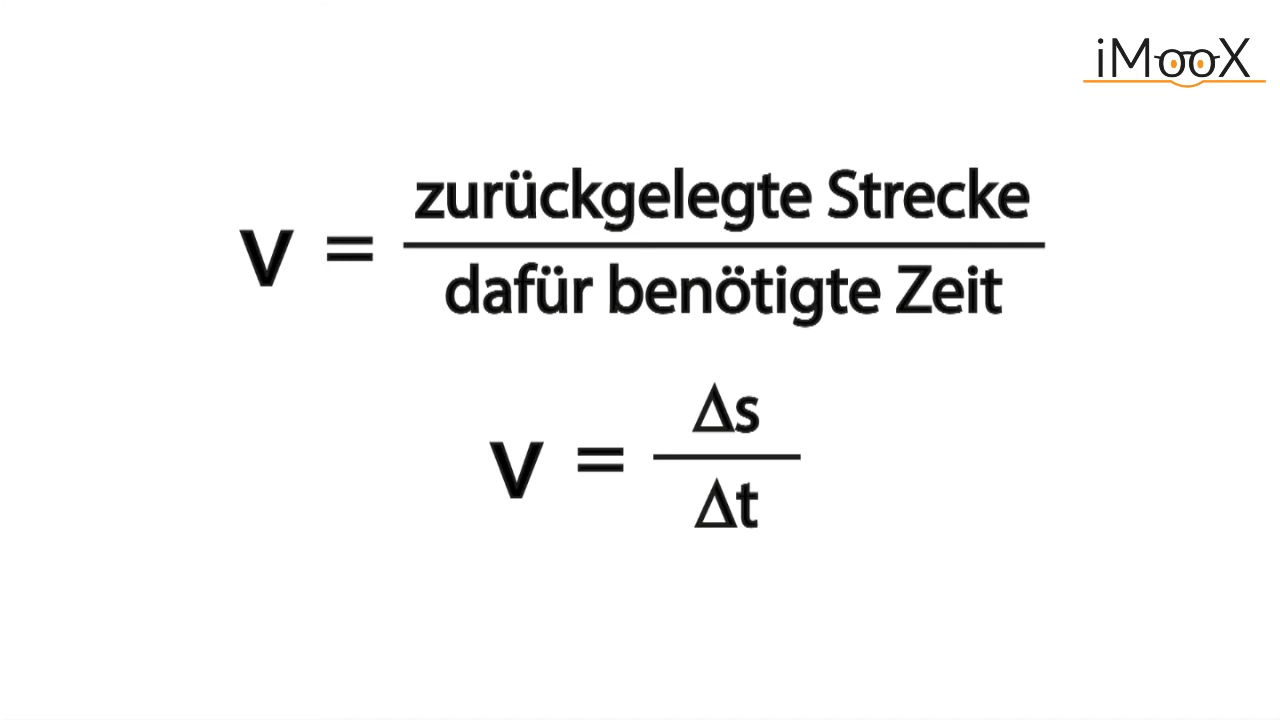 iMooX
v = zurückgelegte Strecke
dafür benötigte Zeit
v = Δs
Δt